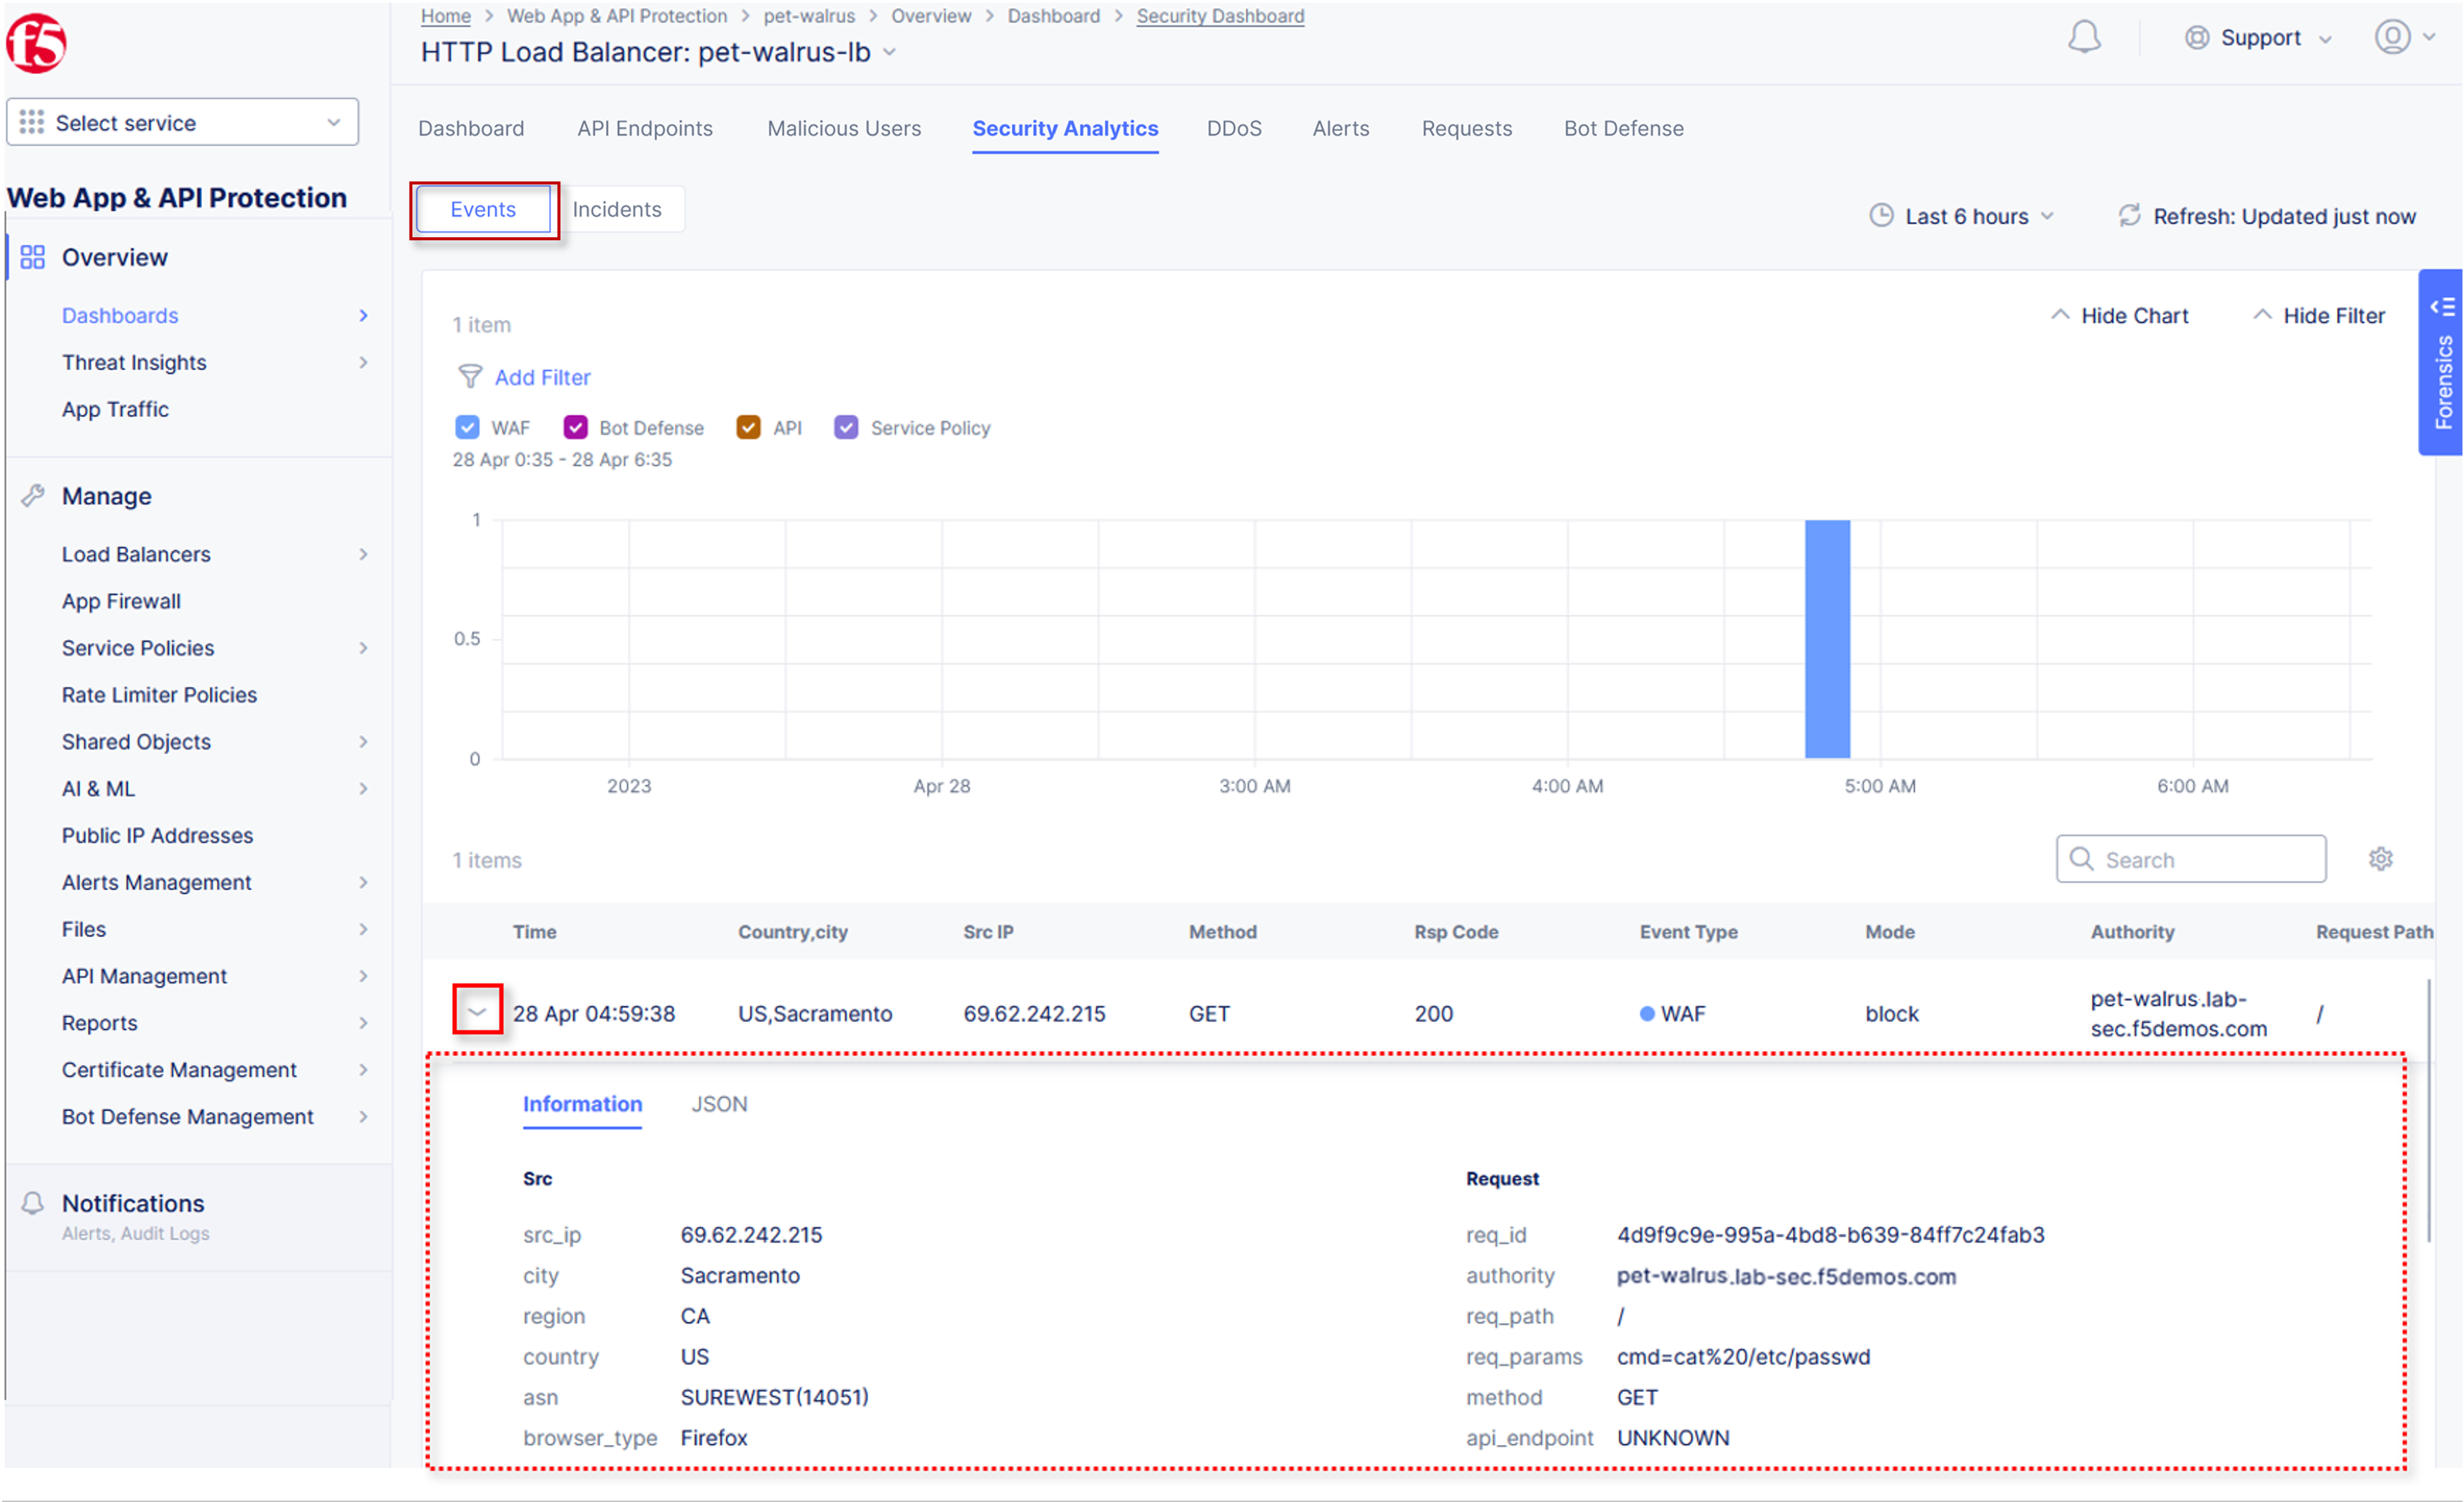 f5
Home > Web App & API Protection > pet-walrus > Overview > Dashboard > Security Dashboard
HTTP Load Balancer: pet-walrus-lb
Support
Select service
Dashboard API Endpoints Malicious Users Security Analytics DDoS Alerts Requests Bot Defense
Web App & API Protection
Events Incidents
Last 6 hours Refresh: Updated just now
Overview
Dashboards
Threat Insights
App Traffic
Manage
Load Balancers
App Firewall
Service Policies
Rate Limiter Policies
Shared Objects
AI & ML
Public IP Addresses
Alerts Management
Files
API Management
Reports
Certificate Management
Bot Defense Management
Notifications
Alerts, Audit Logs
1 item
Hide Chart Hide Filter
Forensics
Add Filter
WAF Bot Defense API Service Policy
28 Apr 0:35 - 28 Apr 6:35
1
0.5
0
2023 Apr 28 3:00 AM 4:00 AM 5:00 AM 6:00 AM
1 items
Search
Time Country,city Src IP Method Rsp Code Event Type Mode Authority Request Path
28 Apr 04:59:38 US,Sacramento 69.62.242.215 GET 200 WAF block pet-walrus.lab-
sec.f5demos.com /
Information JSON
Src Request
src_ip 69.62.242.215 req_id 4d9f9c9e-995a-4bd8-b639-84ff7c24fab3
city Sacramento authority pet-walrus.lab-sec.f5demos.com
region CA req_path /
country US req_params cmd=cat%20/etc/passwd
asn SUREWEST(14051) method GET
browser_type Firefox api_endpoint UNKNOWN